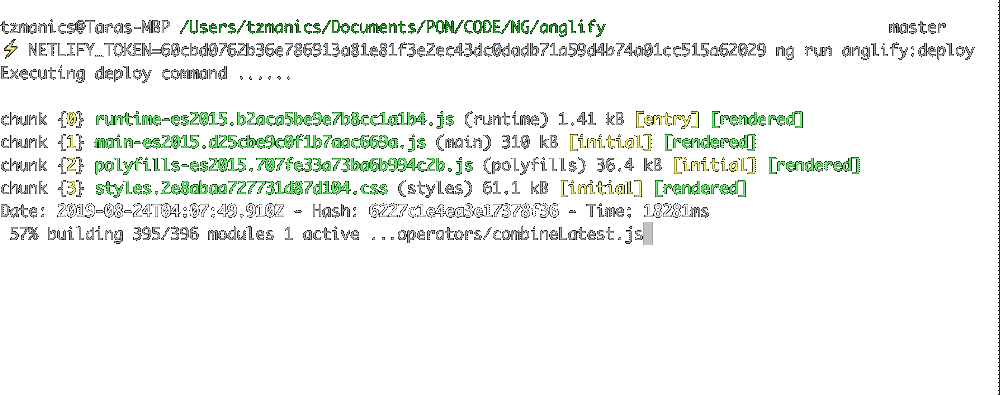 tzmanics@Taras-MBP /Users/tzmanics/Documents/PON/CODE/NG/anglify master
⚡ NETLIFY_TOKEN=60cbd0762b36e786913a81e81f3e2ec43dc0dadb71a59d4b74a01cc515a62029 ng run anglify:deploy
Executing deploy command ......
chunk {0} runtime-es2015.b2aca5be9e7b8cc1a1b4.js (runtime) 1.41 kB [entry] [rendered]
chunk {1} main-es2015.d25cbe9c0f1b7aac669a.js (main) 310 kB [initial] [rendered]
chunk {2} polyfills-es2015.707fe33a73ba6b994c2b.js (polyfills) 36.4 kB [initial] [rendered]
chunk {3} styles.2e8abaa727731d87d104.css (styles) 61.1 kB [initial] [rendered]
Date: 2019-08-24T04:07:49.910Z - Hash: 6227c1e4ea3e17378f36 - Time: 18281ms
57% building 395/396 modules 1 active ...operators/combineLatest.js